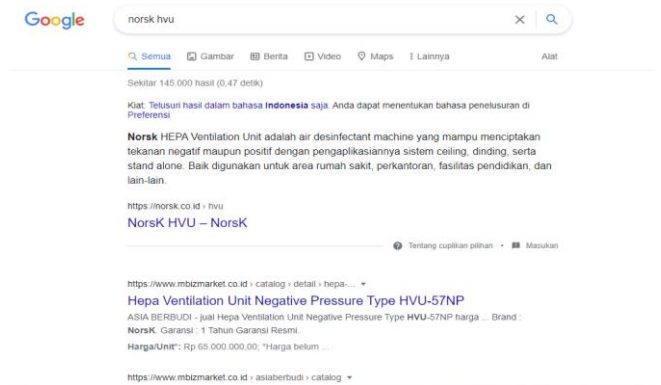 Google
norsk hvu
Semua Gambar Berita Video Maps Lainnya Alat
Sekitar 145.000 hasil (0,47 detik)
Kiat: Telusuri hasil dalam bahasa Indonesia saja. Anda dapat menentukan bahasa penelusuran di
Preferensi
Norsk HEPA Ventilation Unit adalah air desinfectant machine yang mampu menciptakan
tekanan negatif maupun positif dengan pengaplikasiannya sistem ceiling, dinding, serta
stand alone. Baik digunakan untuk area rumah sakit, perkantoran, fasilitas pendidikan, dan
lain-lain.
https://norsk.co.id › hvu
NorsK HVU – NorsK
Tentang cuplikan pilihan • Masukan
https://www.mbizmarket.co.id › catalog › detail › hepa-...
Hepa Ventilation Unit Negative Pressure Type HVU-57NP
ASIA BERBUDI - jual Hepa Ventilation Unit Negative Pressure Type HVU-57NP harga ... Brand :
NorsK. Garansi : 1 Tahun Garansi Resmi.
Harga/Unit*: Rp 65.000.000,00; *Harga belum ...
https://www.mbizmarket.co.id › asiaberbudi › catalog